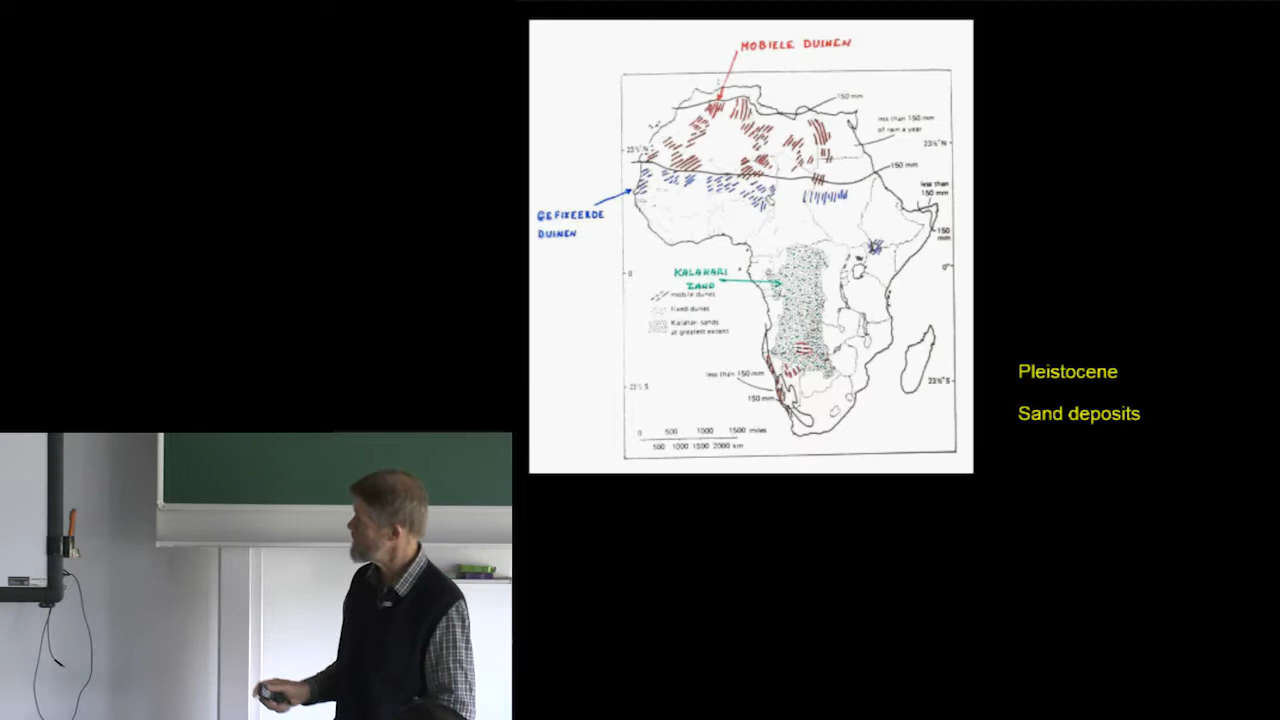 MOBIELE DUINEN
150 mm
less than 150 mm
of rain a year
23½°N
23½°N
150 mm
less than
150 mm
GEFIXEERDE
DUINEN
150
mm
KALAHARI
ZAND
0
0°
mobile dunes
fixed dunes
Kalahari sands
at greatest extent
less than 150 mm
Pleistocene
23½°S
23½°S
150 mm
Sand deposits
0 500 1000 1500 miles
500 1000 1500 2000 km